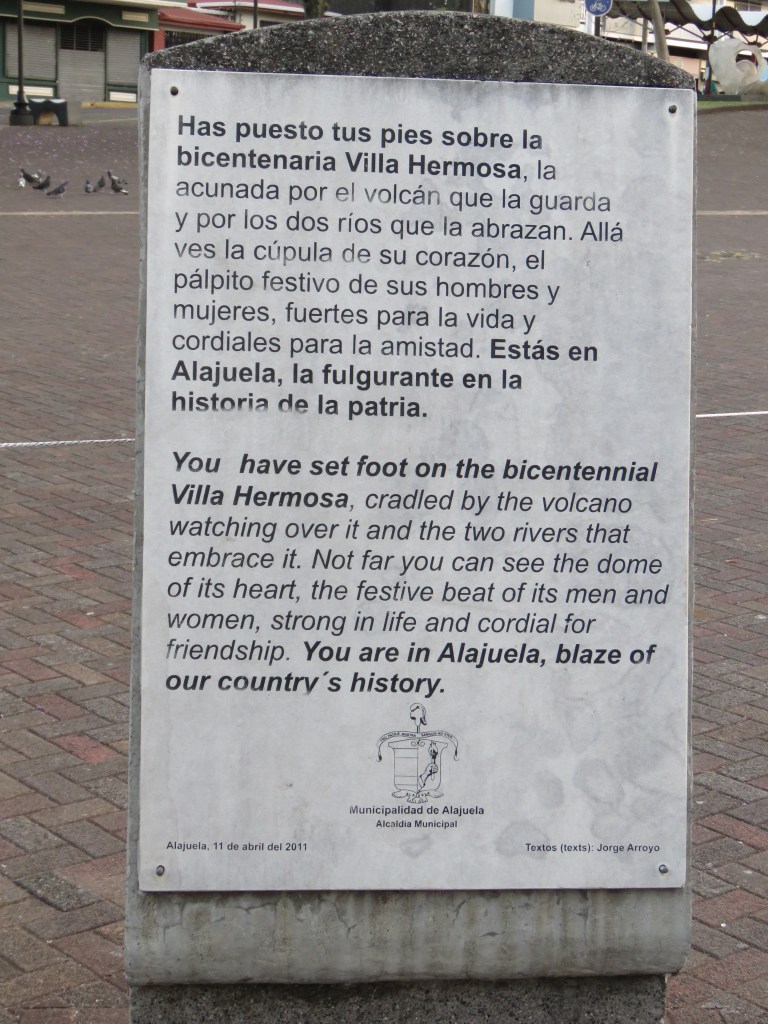 Has puesto tus pies sobre la
bicentenaria Villa Hermosa, la
acunada por el volcán que la guarda
y por los dos ríos que la abrazan. Allá
ves la cúpula de su corazón, el
pálpito festivo de sus hombres y
mujeres, fuertes para la vida y
cordiales para la amistad. Estás en
Alajuela, la fulgurante en la
historia de la patria.
You have set foot on the bicentennial
Villa Hermosa, cradled by the volcano
watching over it and the two rivers that
embrace it. Not far you can see the dome
of its heart, the festive beat of its men and
women, strong in life and cordial for
friendship. You are in Alajuela, blaze of
our country´s history.
Municipalidad de Alajuela
Alcaldía Municipal
Alajuela, 11 de abril del 2011
Textos (texts): Jorge Arroyo